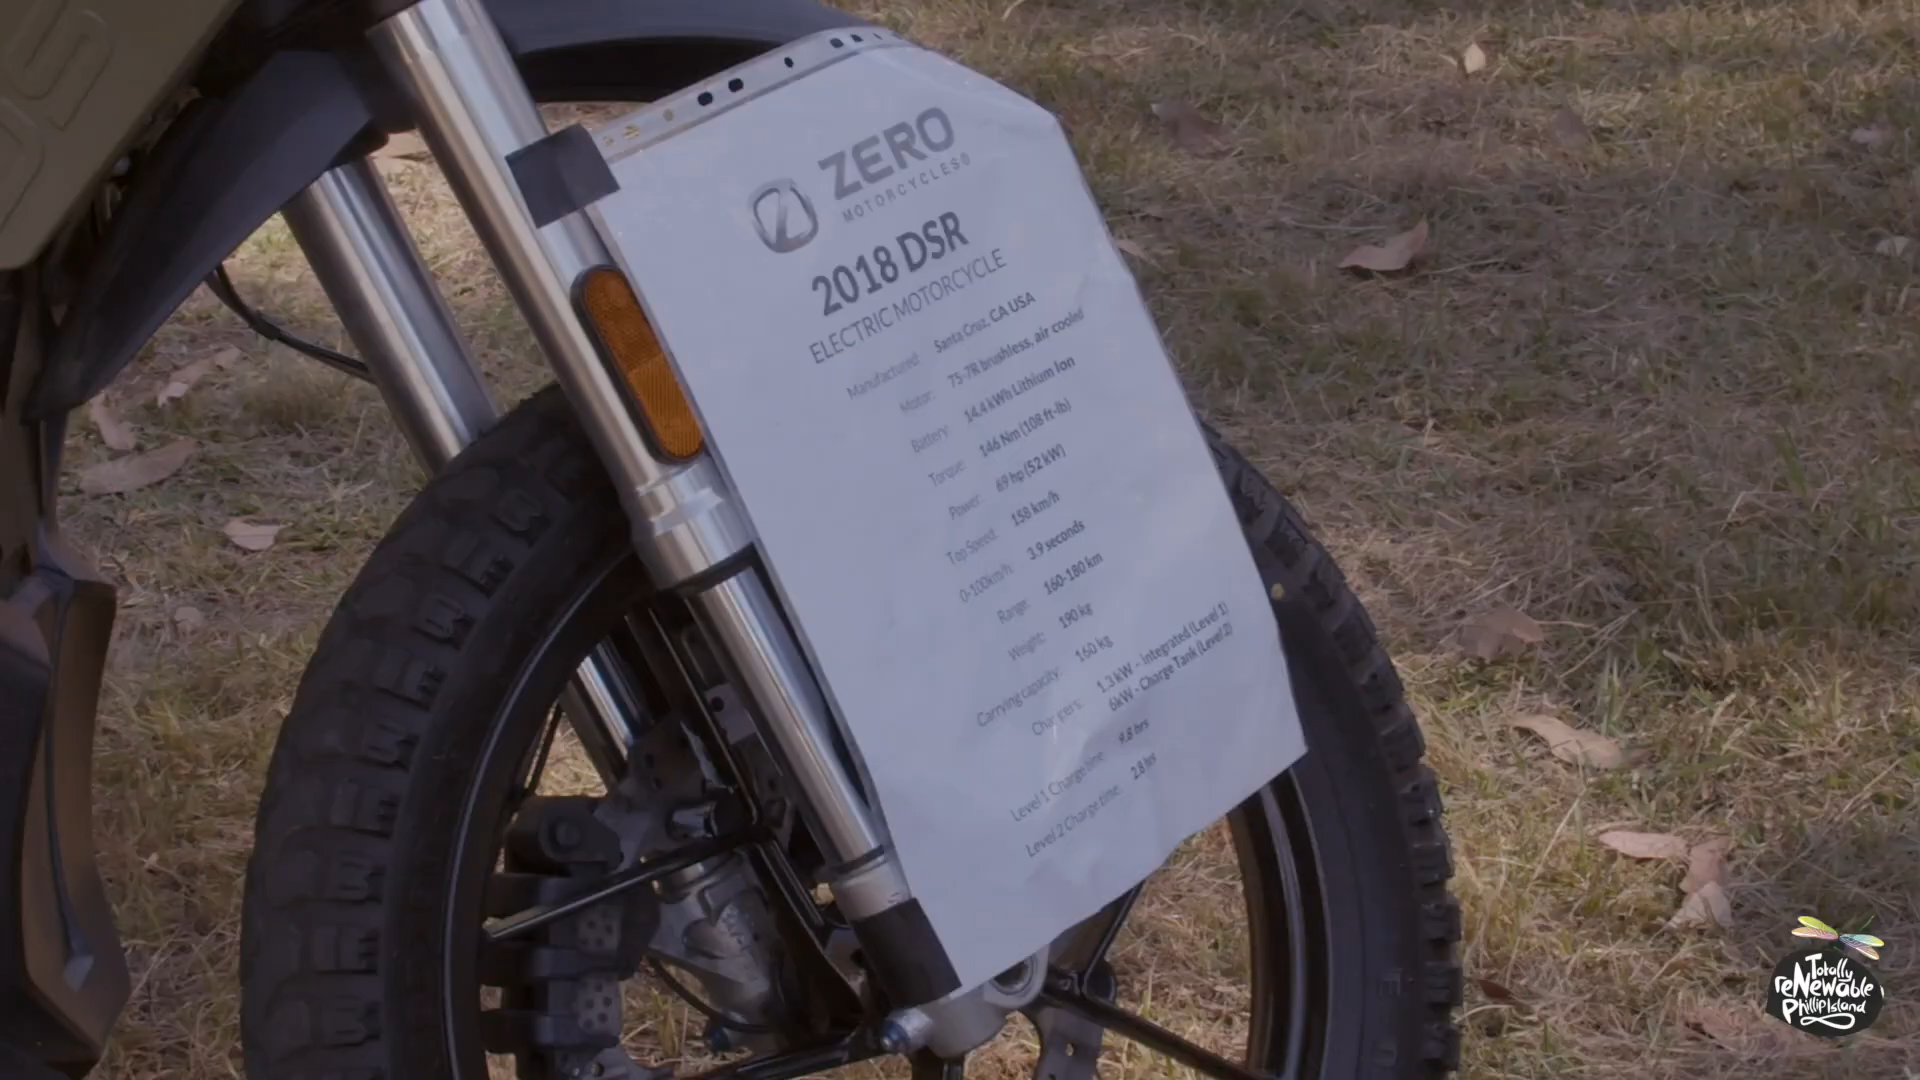 ZERO
MOTORCYCLES®
2018 DSR
ELECTRIC MOTORCYCLE
Manufactured: Santa Cruz, CA USA
Motor: 75-7R brushless, air cooled
Battery: 14.4 kWh Lithium Ion
Torque: 146 Nm (108 ft-lb)
Power: 69 hp (52 kW)
Top Speed: 158 km/h
0-100km/h: 3.9 seconds
Range: 160-180 km
Weight: 190 kg
Carrying capacity: 160 kg
Chargers: 1.3 kW - integrated (Level 1)
6kW - Charge Tank (Level 2)
Level 1 Charge time: 9.8 hrs
Level 2 Charge time: 2.8 hrs
Totally
reNewable
Phillip Island